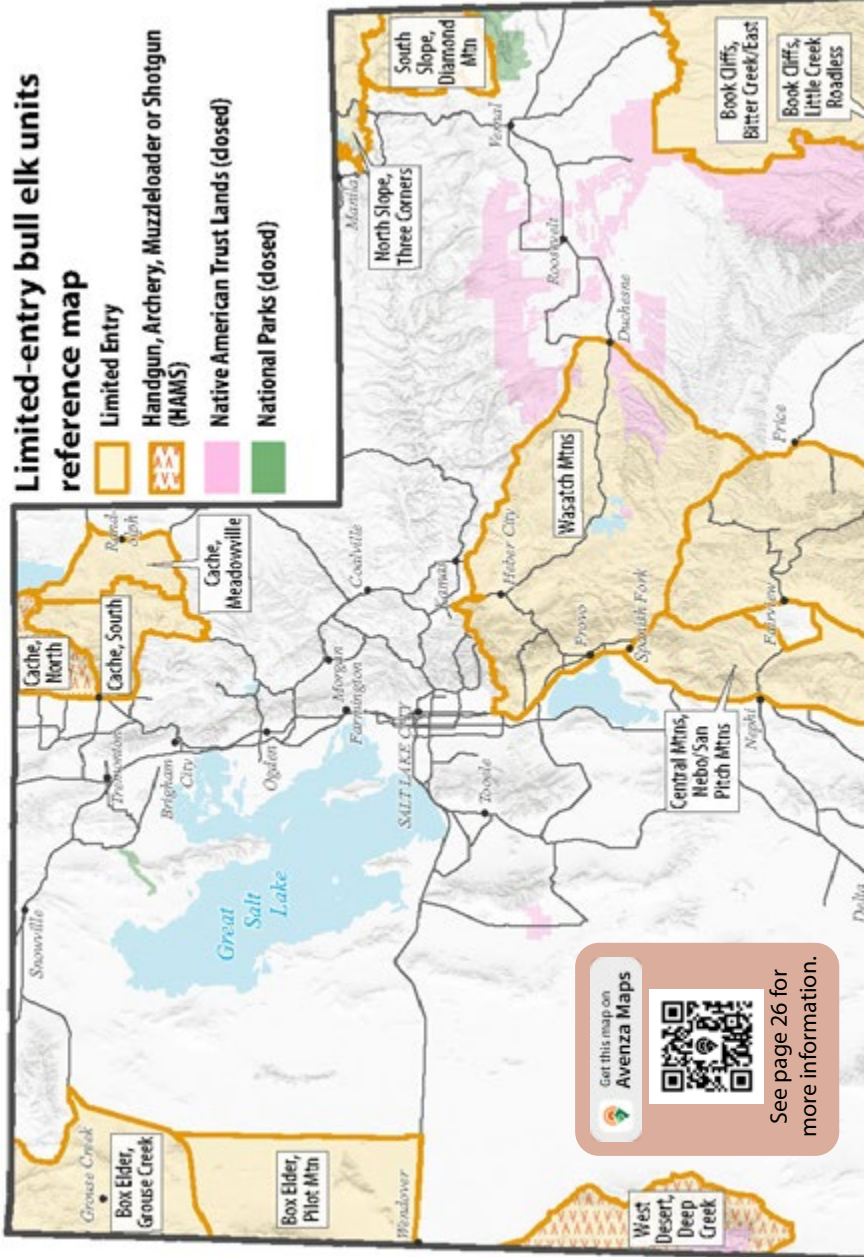 Limited-entry bull elk units
reference map
Limited Entry
Handgun, Archery, Muzzleloader or Shotgun
(HAMS)
Native American Trust Lands (closed)
National Parks (closed)
Snowville
Grouse Creek
Box Elder,
Grouse Creek
Box Elder,
Pilot Mtn
Wendover
Great
Salt
Lake
Tremonton
Brigham
City
Ogden
Morgan
Farmington
SALT LAKE CITY
Tooele
Cache,
North
Cache, South
Rand-
olph
Cache,
Meadowville
Coalville
Kamas
Heber City
Wasatch Mtns
Provo
Spanish Fork
Central Mtns,
Nebo/San
Pitch Mtns
Nephi
Fairview
Price
Delta
Manila
North Slope,
Three Corners
South
Slope,
Diamond
Mtn
Vernal
Roosevelt
Duchesne
Book Cliffs,
Bitter Creek/East
Book Cliffs,
Little Creek
Roadless
West
Desert,
Deep
Creek
Get this map on
Avenza Maps
See page 26 for
more information.